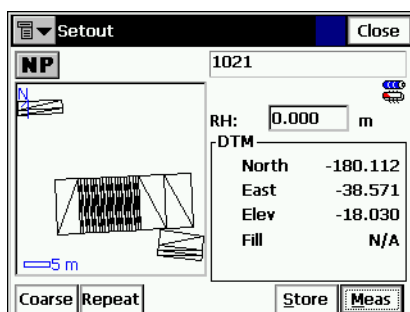 Setout
Close
NP
1021
N
RH: 0.000 m
DTM
North -180.112
East -38.571
Elev -18.030
Fill N/A
5 m
Coarse Repeat Store Meas